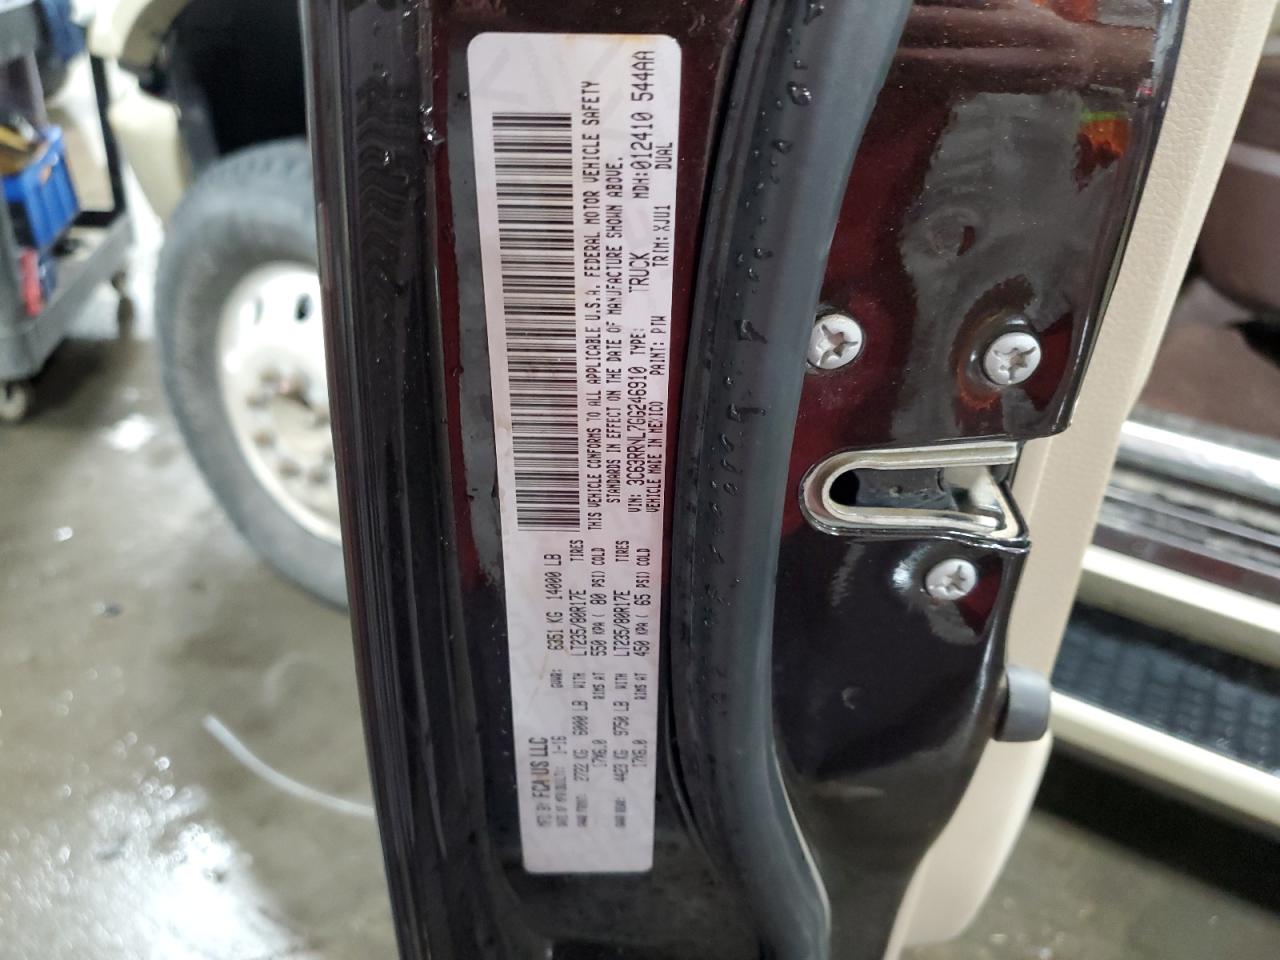 MFD. BY: FCA US LLC
DATE OF MFR: 1-16 GVWR: 6351 KG 14000 LB
GAWR FRONT: 2722 KG 6000 LB WITH LT235/80R17E TIRES
17X6.0 RIMS AT 550 KPA ( 80 PSI) COLD
GAWR REAR: 4423 KG 9750 LB WITH LT235/80R17E TIRES
17X6.0 RIMS AT 450 KPA ( 65 PSI) COLD
THIS VEHICLE CONFORMS TO ALL APPLICABLE U.S.A. FEDERAL MOTOR VEHICLE SAFETY
STANDARDS IN EFFECT ON THE DATE OF MANUFACTURE SHOWN ABOVE.
VIN: 3C63RRNL7GG246910 TYPE: TRUCK MDH:012410 544AA
VEHICLE MADE IN MEXICO PAINT: PTW TRIM: XJU1 DUAL